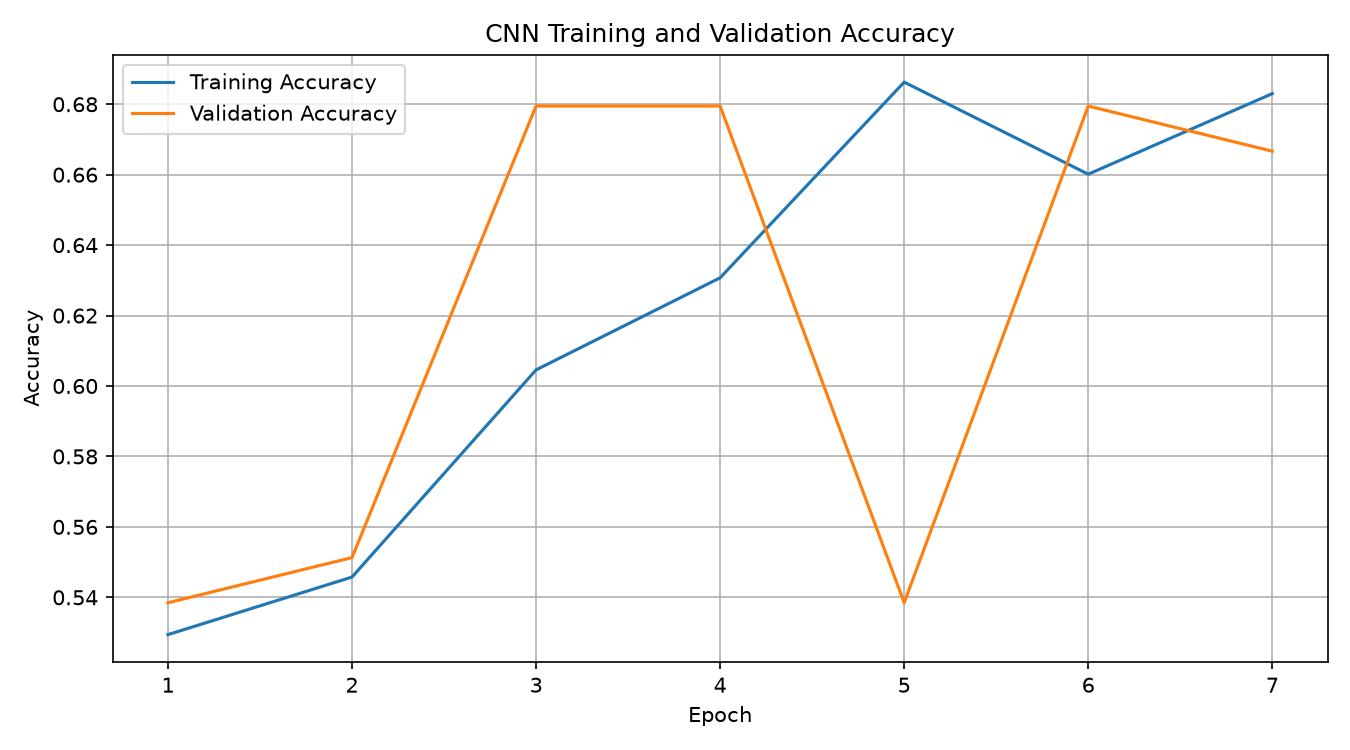 CNN Training and Validation Accuracy
Training Accuracy
Validation Accuracy
Accuracy
0.68
0.66
0.64
0.62
0.60
0.58
0.56
0.54
1 2 3 4 5 6 7
Epoch